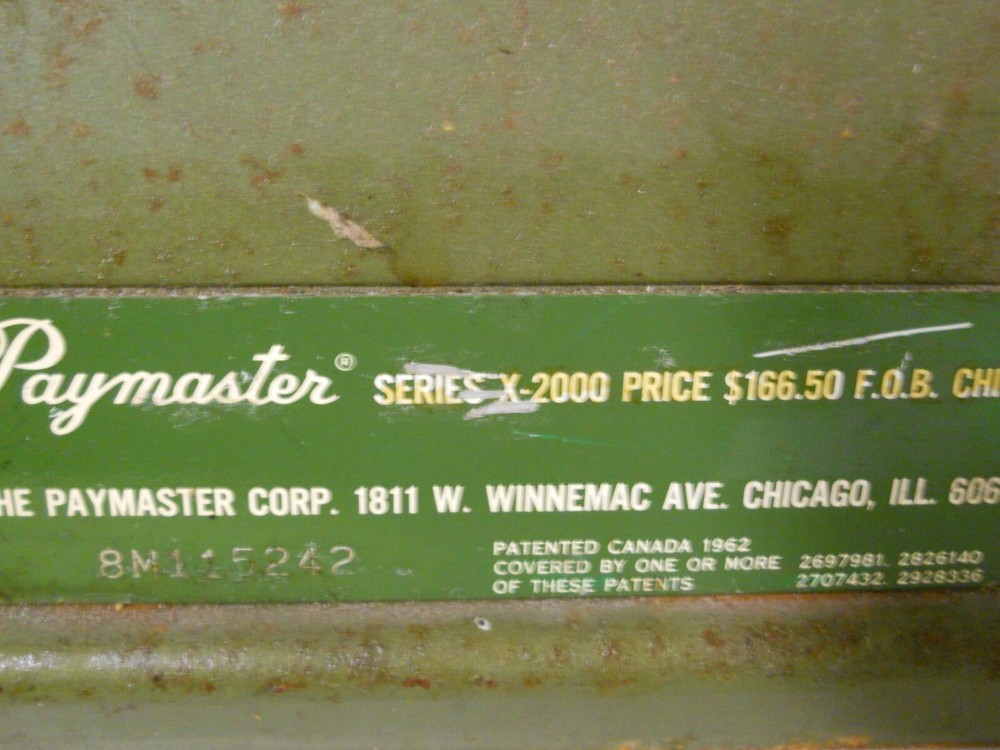 Paymaster® SERIES X-2000 PRICE $166.50 F.O.B. CHI
HE PAYMASTER CORP. 1811 W. WINNEMAC AVE. CHICAGO, ILL. 606
8M115242
PATENTED CANADA 1962
COVERED BY ONE OR MORE 2697981. 2826140
OF THESE PATENTS 2707432. 2928336